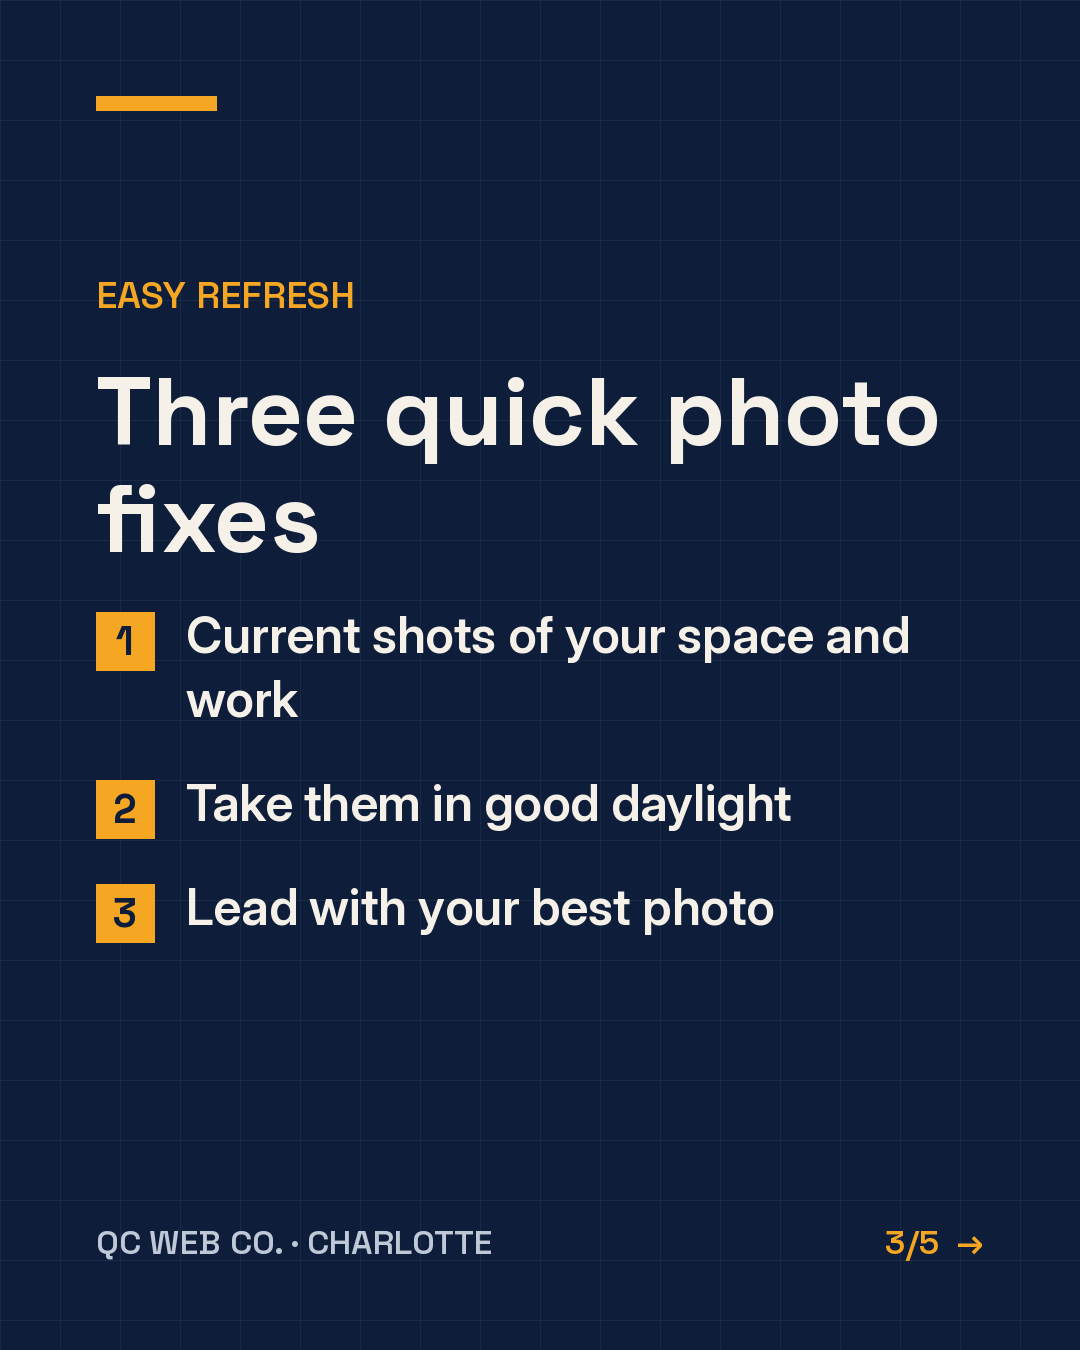 EASY REFRESH
Three quick photo
fixes
1 Current shots of your space and
work
2 Take them in good daylight
3 Lead with your best photo
QC WEB CO. · CHARLOTTE
3/5 →